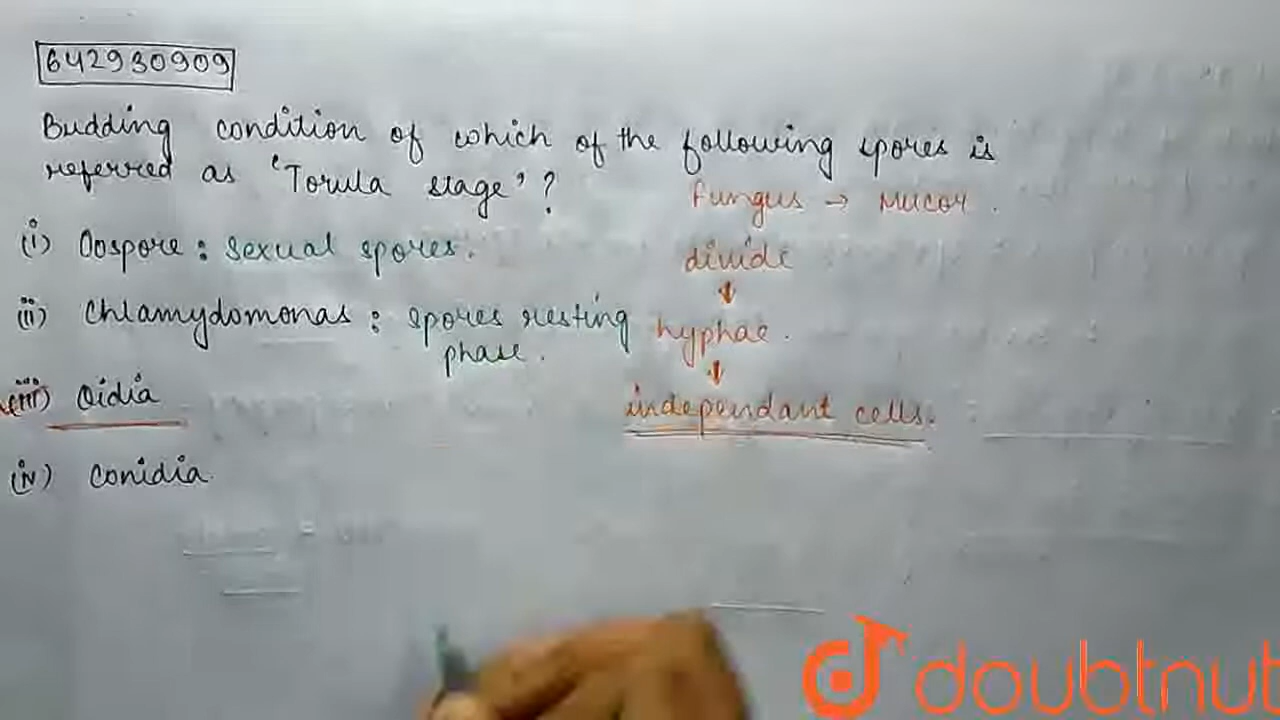 642930909
Budding condition of which of the following spores is
referred as 'Torula stage'?
fungus → Mucor.
(i) Oospore: sexual spores.
divide
(ii) Chlamydomonas: spores resting
phase.
hyphae.
(iii) Oidia
independant cells.
(iv) Conidia.
doubtnut